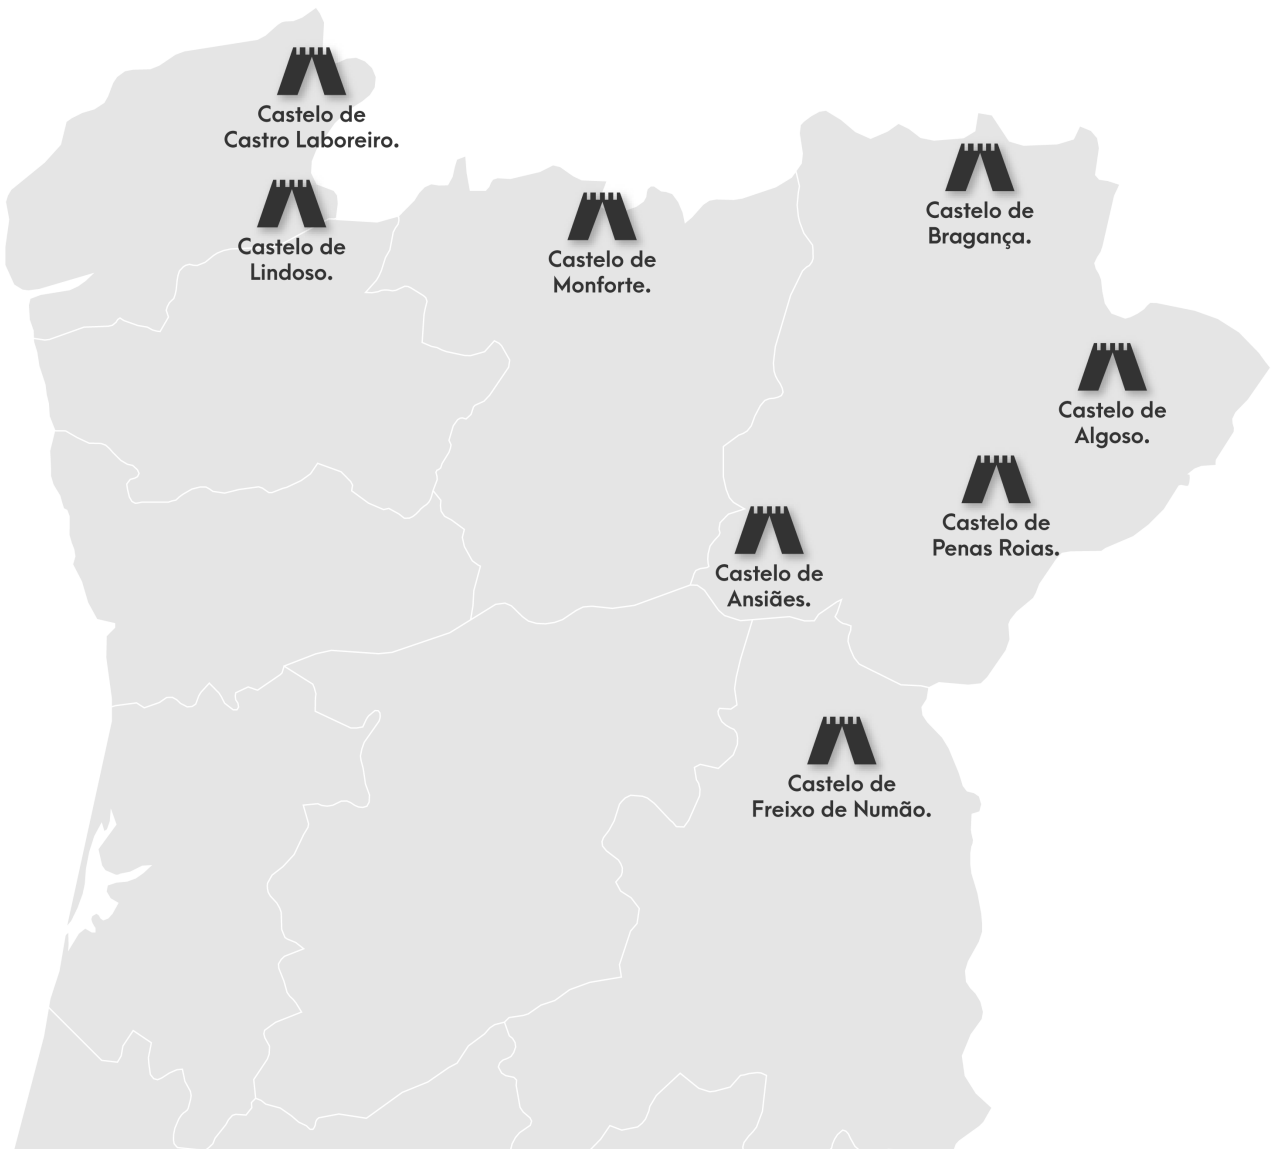 Castelo de
Castro Laboreiro.
Castelo de
Lindoso.
Castelo de
Monforte.
Castelo de
Bragança.
Castelo de
Algoso.
Castelo de
Penas Roias.
Castelo de
Ansiães.
Castelo de
Freixo de Numão.